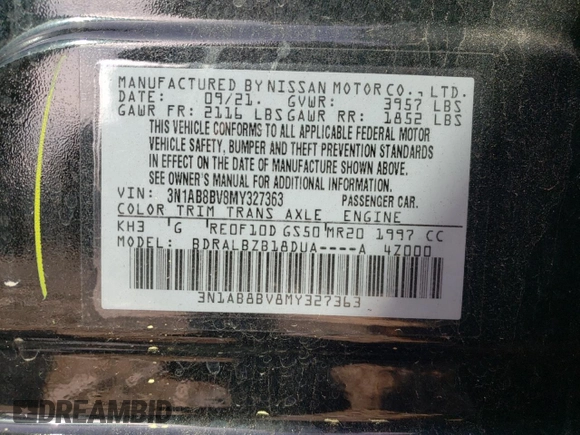 MANUFACTURED BY NISSAN MOTOR CO., LTD.
DATE: 09/21. GVWR: 3957 LBS
GAWR FR: 2116 LBS GAWR RR: 1852 LBS
THIS VEHICLE CONFORMS TO ALL APPLICABLE FEDERAL MOTOR
VEHICLE SAFETY, BUMPER AND THEFT PREVENTION STANDARDS
IN EFFECT ON THE DATE OF MANUFACTURE SHOWN ABOVE.
SEE OWNER'S MANUAL FOR ADDITIONAL INFORMATION.
VIN: 3N1AB8BV8MY327363 PASSENGER CAR.
COLOR TRIM TRANS AXLE ENGINE
KH3 G RE0F10D GS50 MR20 1997 CC
MODEL: BDRALBZB18DUA----A 4Z000
3N1AB8BV8MY327363
DREAMBID